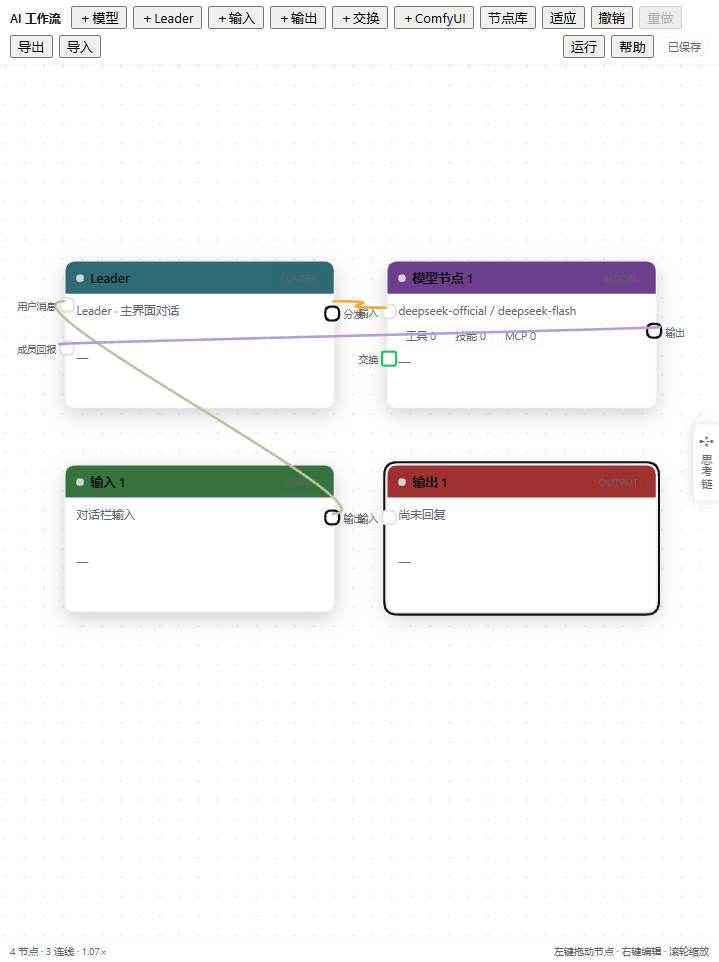 AI 工作流 + 模型 + Leader + 输入 + 输出 + 交换 + ComfyUI 节点库 适应 撤销 重做
导出 导入 运行 帮助 已保存
Leader LEADER
用户消息 Leader · 主界面对话 分发
成员回报 —
模型节点 1 MODEL
输入 deepseek-official / deepseek-flash
工具 0 技能 0 MCP 0 输出
交换 —
输入 1
对话栏输入 输出
—
输出 1 OUTPUT
输入 尚未回复
—
思考链
4 节点 · 3 连线 · 1.07× 左键拖动节点 · 右键编辑 · 滚轮缩放